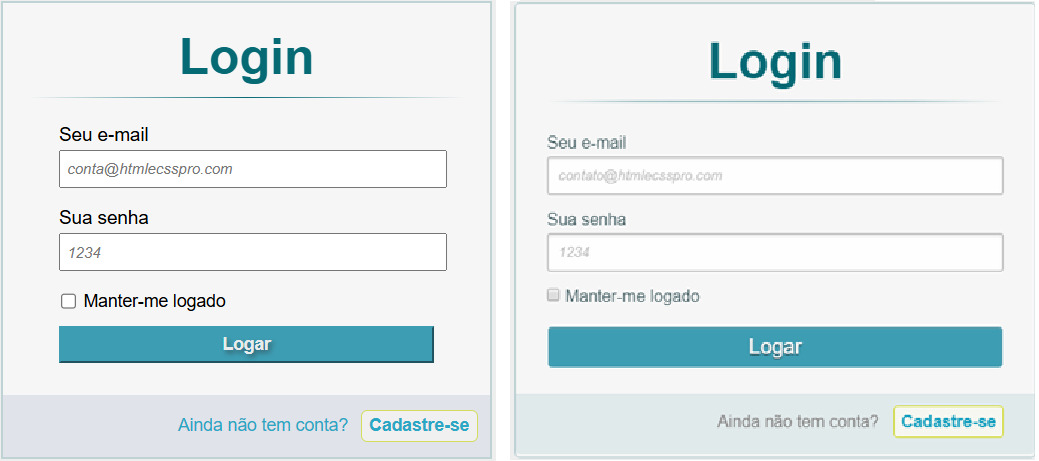 Login
Seu e-mail
conta@htmlecsspro.com
Sua senha
1234
Manter-me logado
Logar
Ainda não tem conta? Cadastre-se
Login
Seu e-mail
contato@htmlecsspro.com
Sua senha
1234
Manter-me logado
Logar
Ainda não tem conta? Cadastre-se